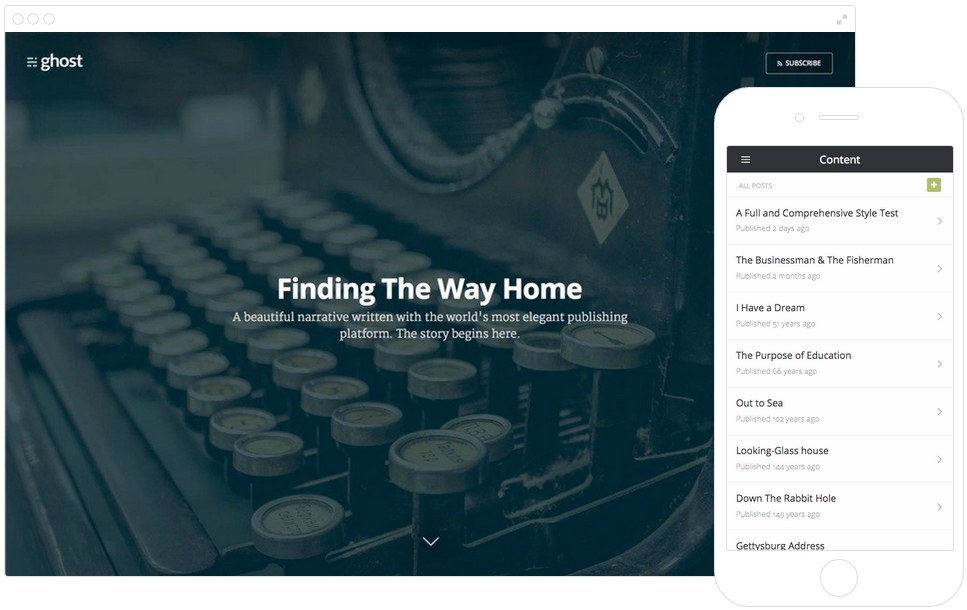 ghost
SUBSCRIBE
Finding The Way Home
A beautiful narrative written with the world's most elegant publishing
platform. The story begins here.
Content
ALL POSTS
A Full and Comprehensive Style Test
Published 2 days ago
The Businessman & The Fisherman
Published 2 months ago
I Have a Dream
Published 51 years ago
The Purpose of Education
Published 66 years ago
Out to Sea
Published 102 years ago
Looking-Glass house
Published 144 years ago
Down The Rabbit Hole
Published 149 years ago
Gettysburg Address